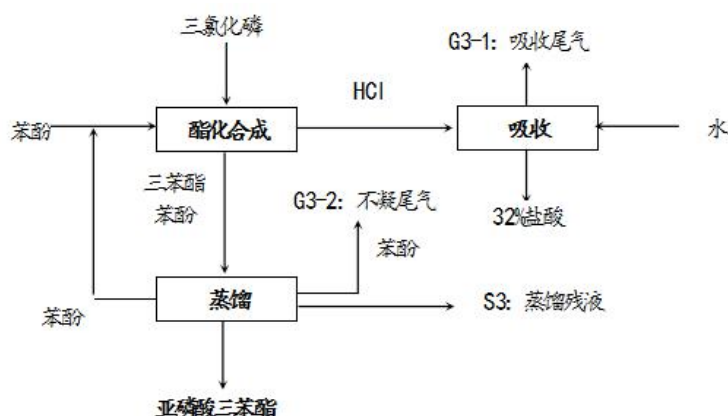 三氯化磷
G3-1: 吸收尾气
HCl
苯酚
酯化合成
吸收
水
三苯酯
苯酚
G3-2: 不凝尾气
32%盐酸
苯酚
蒸馏
苯酚
S3: 蒸馏残液
亚磷酸三苯酯